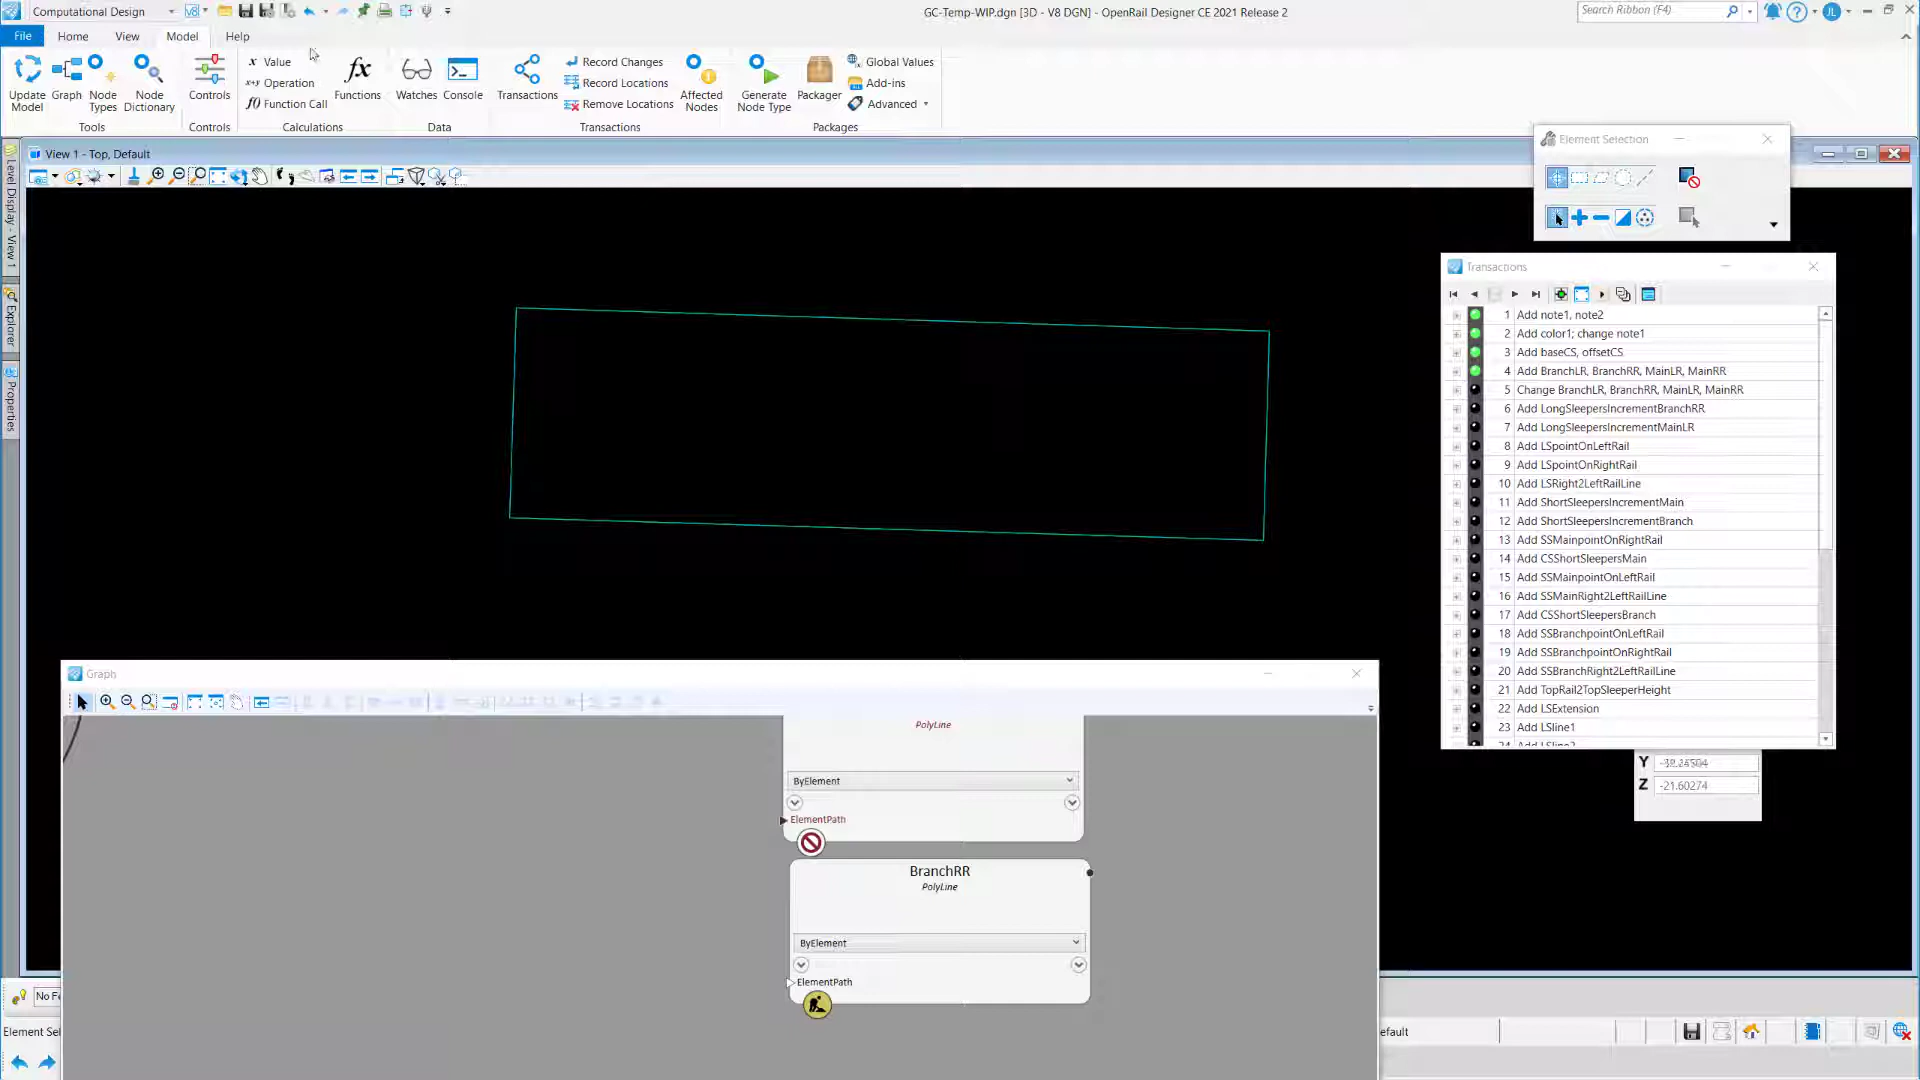 Computational Design
GC-Temp-WIP.dgn [3D - V8 DGN] - OpenRail Designer CE 2021 Release 2
Search Ribbon (F4)
JL
File Home View Model Help
Update Model
Graph
Node Types
Node Dictionary
Tools
Controls
Controls
Value
Operation
Function Call
Functions
Calculations
Watches
Console
Data
Transactions
Record Changes
Record Locations
Remove Locations
Affected Nodes
Transactions
Generate Node Type
Packager
Global Values
Add-ins
Advanced
Packages
View 1 - Top, Default
Level Display - View 1
Explorer
Properties
Element Selection
Transactions
1 Add note1, note2
2 Add color1; change note1
3 Add baseCS, offsetCS
4 Add BranchLR, BranchRR, MainLR, MainRR
5 Change BranchLR, BranchRR, MainLR, MainRR
6 Add LongSleepersIncrementBranchRR
7 Add LongSleepersIncrementMainLR
8 Add LSpointOnLeftRail
9 Add LSpointOnRightRail
10 Add LSRight2LeftRailLine
11 Add ShortSleepersIncrementMain
12 Add ShortSleepersIncrementBranch
13 Add SSMainpointOnRightRail
14 Add CSShortSleepersMain
15 Add SSMainpointOnLeftRail
16 Add SSMainRight2LeftRailLine
17 Add CSShortSleepersBranch
18 Add SSBranchpointOnLeftRail
19 Add SSBranchpointOnRightRail
20 Add SSBranchRight2LeftRailLine
21 Add TopRail2TopSleeperHeight
22 Add LSExtension
23 Add LSline1
24 Add LSline2
Y
Z -21.60274
Graph
PolyLine
ByElement
ElementPath
BranchRR
PolyLine
ByElement
ElementPath
No Fe
Element Sel
efault